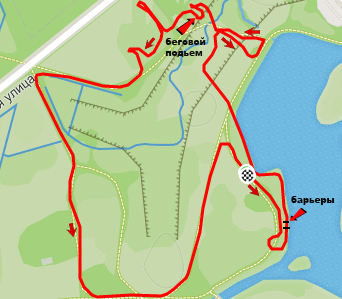 беговой
подъем
я улица
барьеры